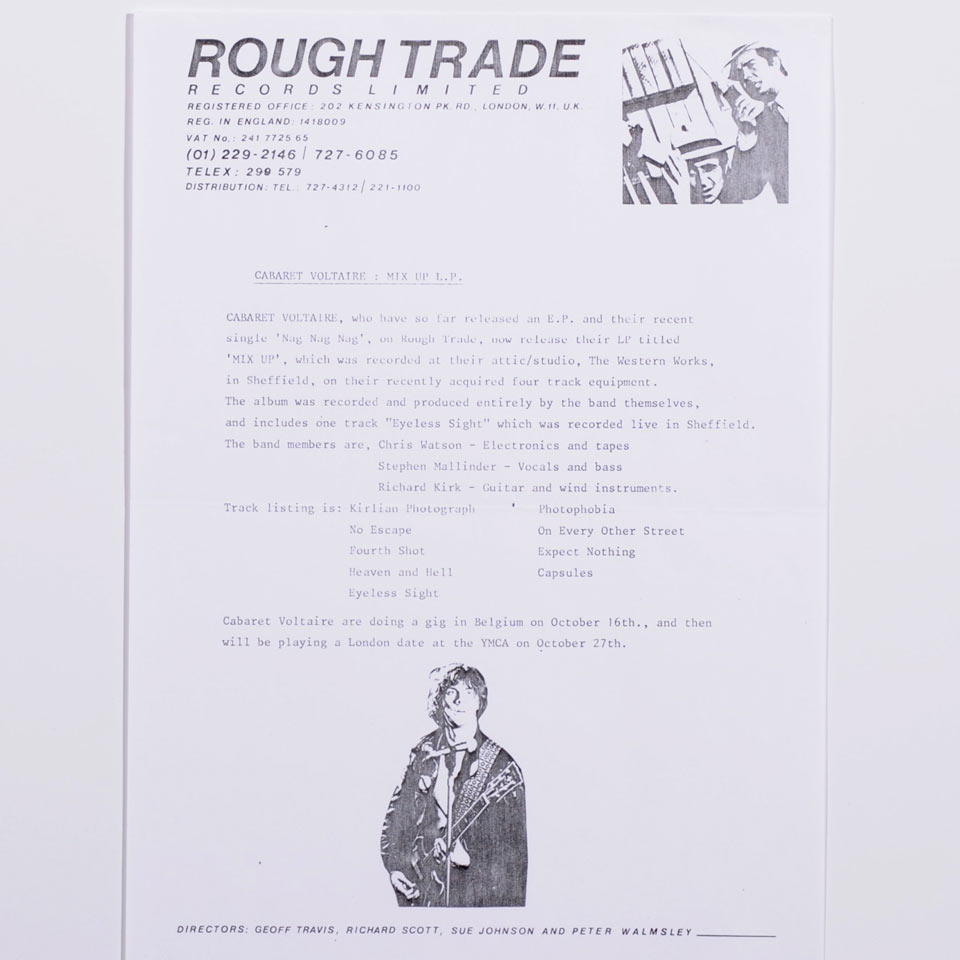 ROUGH TRADE
RECORDS LIMITED
REGISTERED OFFICE: 202 KENSINGTON PK. RD., LONDON, W.11. U.K.
REG. IN ENGLAND: 1418009
VAT No.: 241 7725 65
(01) 229-2146 / 727-6085
TELEX: 299 579
DISTRIBUTION: TEL.: 727-4312 / 221-1100
CABARET VOLTAIRE : MIX UP L.P.
CABARET VOLTAIRE, who have so far released an E.P. and their recent
single 'Nag Nag Nag', on Rough Trade, now release their LP titled
'MIX UP', which was recorded at their attic/studio, The Western Works,
in Sheffield, on their recently acquired four track equipment.
The album was recorded and produced entirely by the band themselves,
and includes one track "Eyeless Sight" which was recorded live in Sheffield.
The band members are, Chris Watson - Electronics and tapes
Stephen Mallinder - Vocals and bass
Richard Kirk - Guitar and wind instruments.
Track listing is: Kirlian Photograph Photophobia
No Escape On Every Other Street
Fourth Shot Expect Nothing
Heaven and Hell Capsules
Eyeless Sight
Cabaret Voltaire are doing a gig in Belgium on October 16th., and then
will be playing a London date at the YMCA on October 27th.
DIRECTORS: GEOFF TRAVIS, RICHARD SCOTT, SUE JOHNSON AND PETER WALMSLEY